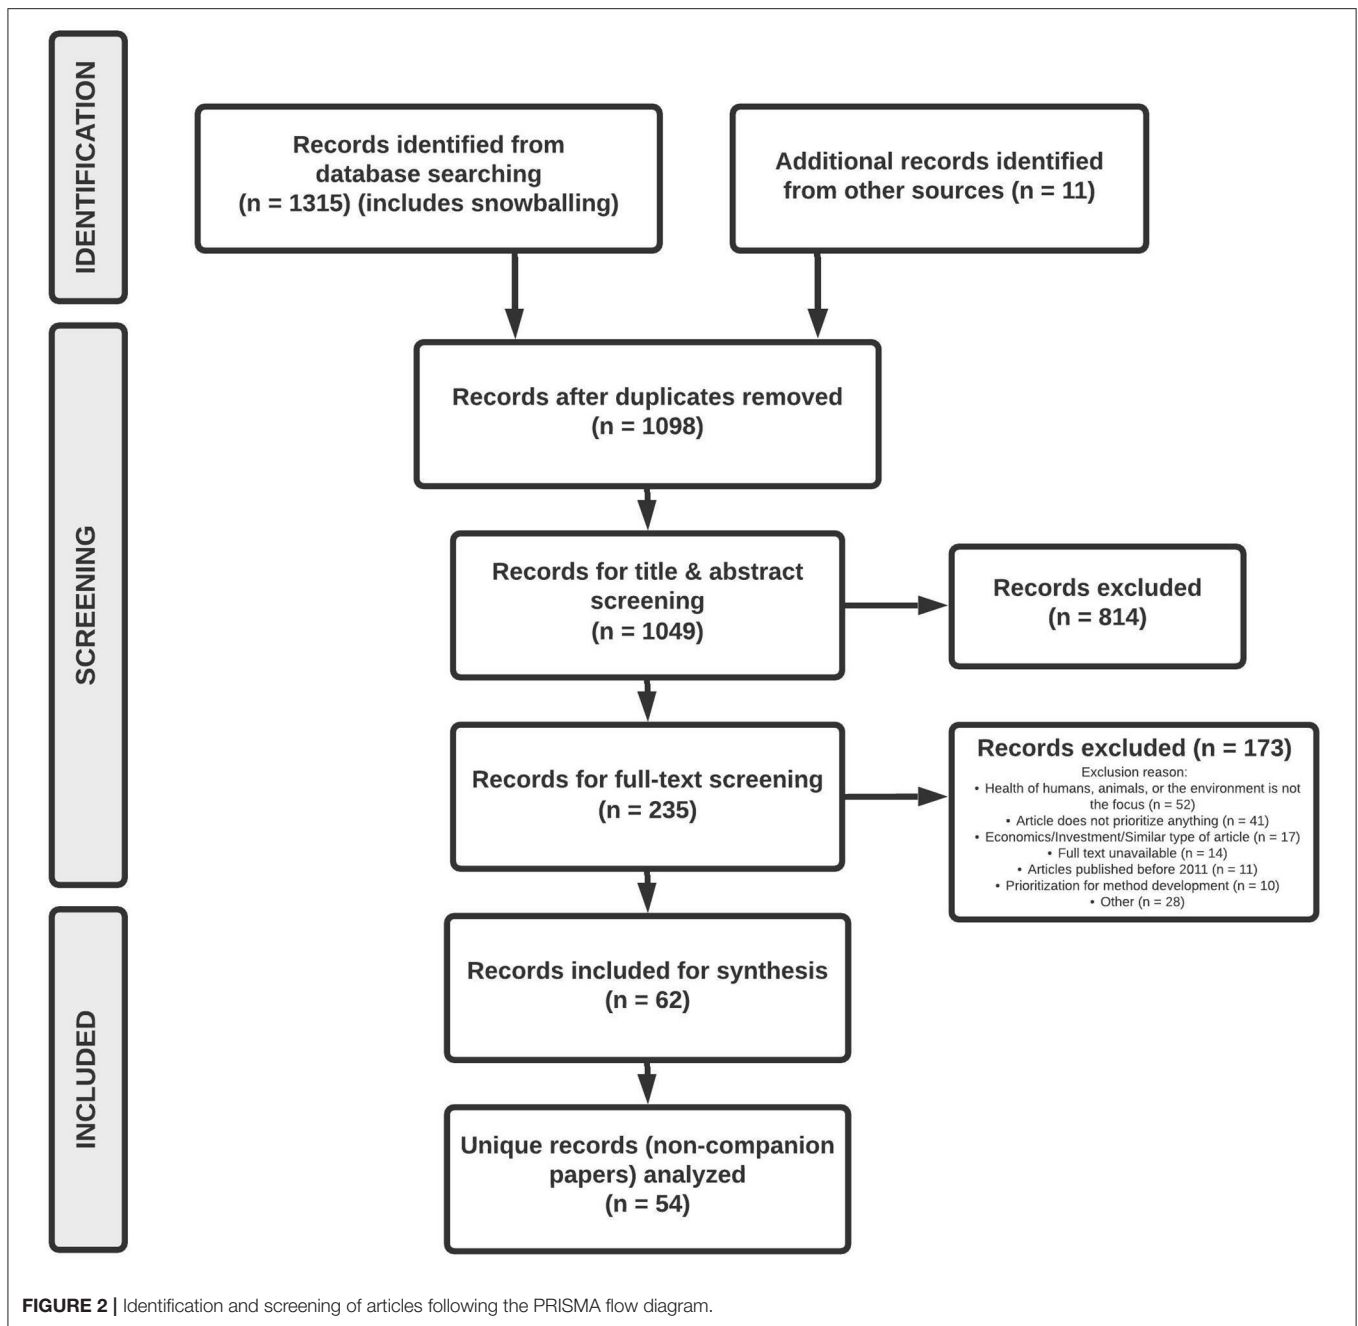 IDENTIFICATION
Records identified from
database searching
(n = 1315) (includes snowballing)
Additional records identified
from other sources (n = 11)
SCREENING
Records after duplicates removed
(n = 1098)
Records for title & abstract
screening
(n = 1049)
Records excluded
(n = 814)
Records for full-text screening
(n = 235)
Records excluded (n = 173)
Exclusion reason:
• Health of humans, animals, or the environment is not
the focus (n = 52)
• Article does not prioritize anything (n = 41)
• Economics/Investment/Similar type of article (n = 17)
• Full text unavailable (n = 14)
• Articles published before 2011 (n = 11)
• Prioritization for method development (n = 10)
• Other (n = 28)
INCLUDED
Records included for synthesis
(n = 62)
Unique records (non-companion
papers) analyzed
(n = 54)
FIGURE 2 | Identification and screening of articles following the PRISMA flow diagram.